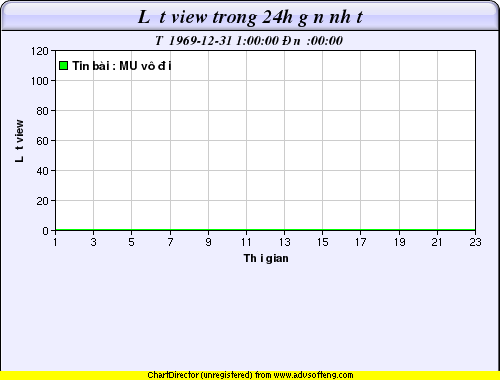 L t view trong 24h g n nh t
T 1969-12-31 1:00:00 Đn :00:00
120
Tin bài : MU vô đ i
100
80
60
40
20
0
L t view
1 3 5 7 9 11 13 15 17 19 21 23
Th i gian
ChartDirector (unregistered) from www.advsofteng.com